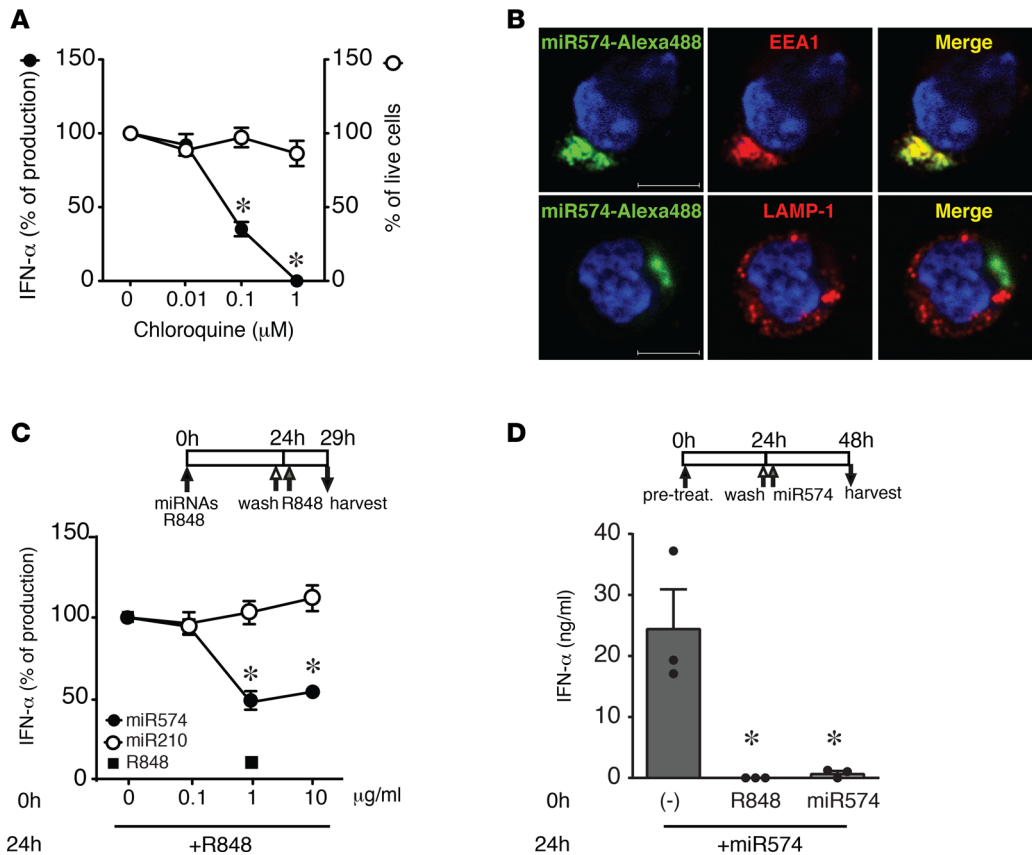 A
IFN-α (% of production)
150
100
50
0
150
100
50
0
% of live cells
*
*
0 0.01 0.1 1
Chloroquine (μM)
B
miR574-Alexa488 EEA1 Merge
miR574-Alexa488 LAMP-1 Merge
C
0h 24h 29h
miRNAs wash R848 harvest
R848
IFN-α (% of production)
150
100
50
0
* *
miR574
miR210
R848
0h 0 0.1 1 10 μg/ml
24h +R848
D
0h 24h 48h
pre-treat. wash miR574 harvest
IFN-α (ng/ml)
40
30
20
10
0
* *
0h (-) R848 miR574
24h +miR574